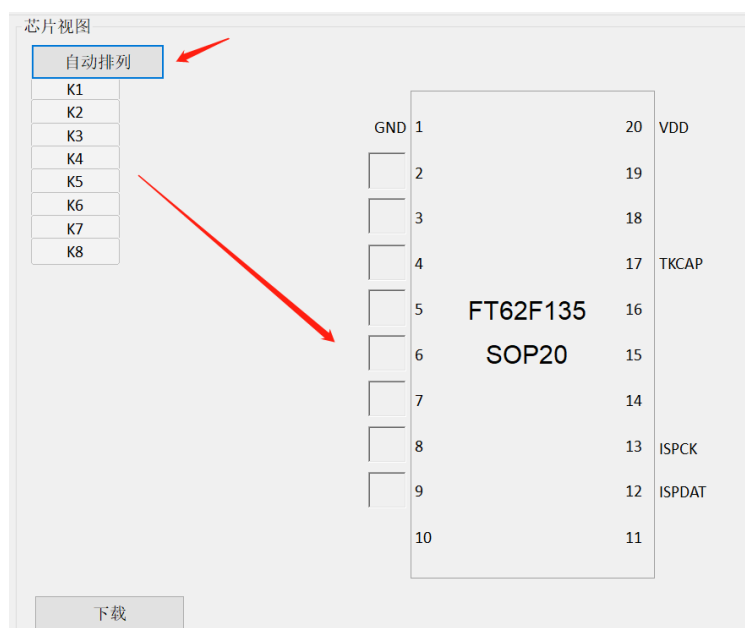 芯片视图
自动排列
K1
K2
K3
K4
K5
K6
K7
K8
GND 1 20 VDD
2 19
3 18
4 17 TKCAP
5 FT62F135 16
6 SOP20 15
7 14
8 13 ISPCK
9 12 ISPDAT
10 11
下载